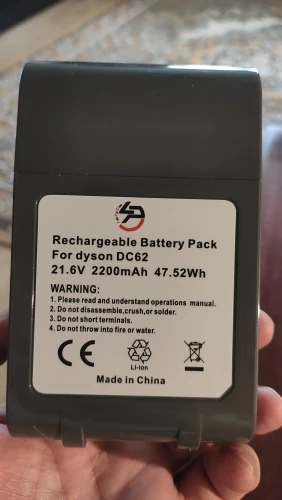 Rechargeable Battery Pack
For dyson DC62
21.6V 2200mAh 47.52Wh
WARNING:
1. Please read and understand operations manual.
2. Do not disassemble,crush,or solder.
3. Do not short terminals.
4. Do not throw into fire or water.
CE
Li-ion
Made in China